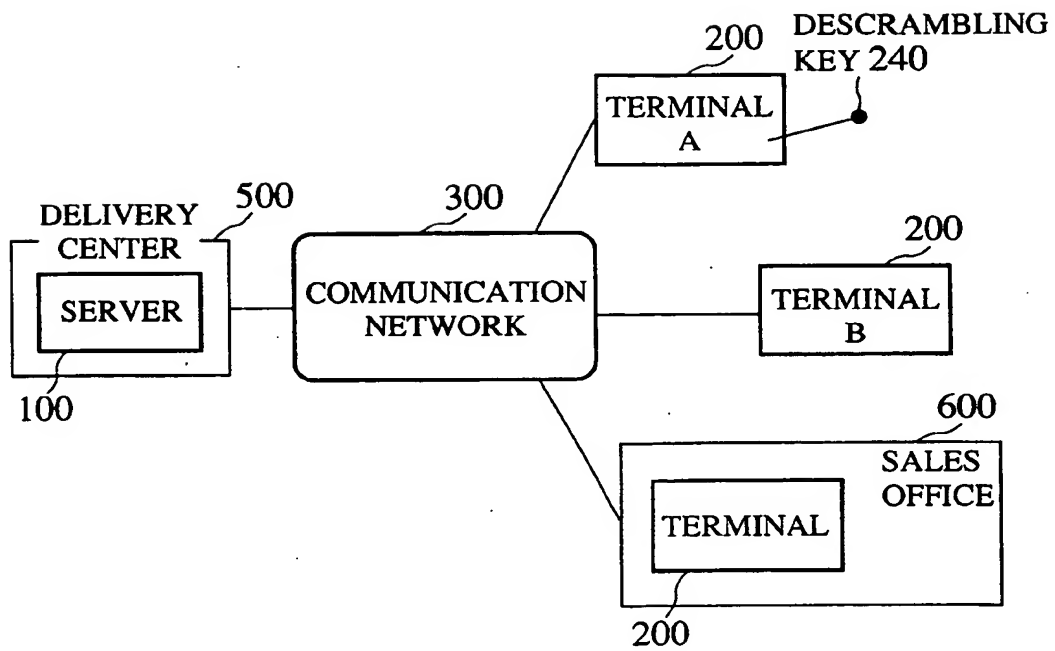 DESCRAMBLING
KEY 240
200
TERMINAL
A
DELIVERY
CENTER
500
SERVER
100
300
COMMUNICATION
NETWORK
200
TERMINAL
B
600
SALES
OFFICE
TERMINAL
200